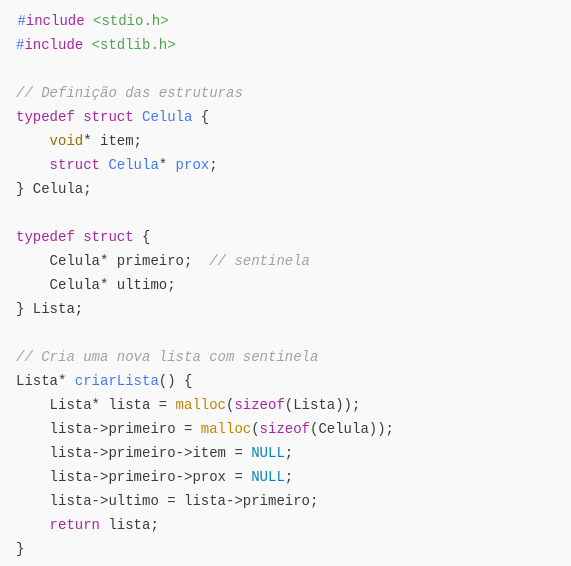 #include <stdio.h>
#include <stdlib.h>

// Definição das estruturas
typedef struct Celula {
    void* item;
    struct Celula* prox;
} Celula;

typedef struct {
    Celula* primeiro;  // sentinela
    Celula* ultimo;
} Lista;

// Cria uma nova lista com sentinela
Lista* criarLista() {
    Lista* lista = malloc(sizeof(Lista));
    lista->primeiro = malloc(sizeof(Celula));
    lista->primeiro->item = NULL;
    lista->primeiro->prox = NULL;
    lista->ultimo = lista->primeiro;
    return lista;
}